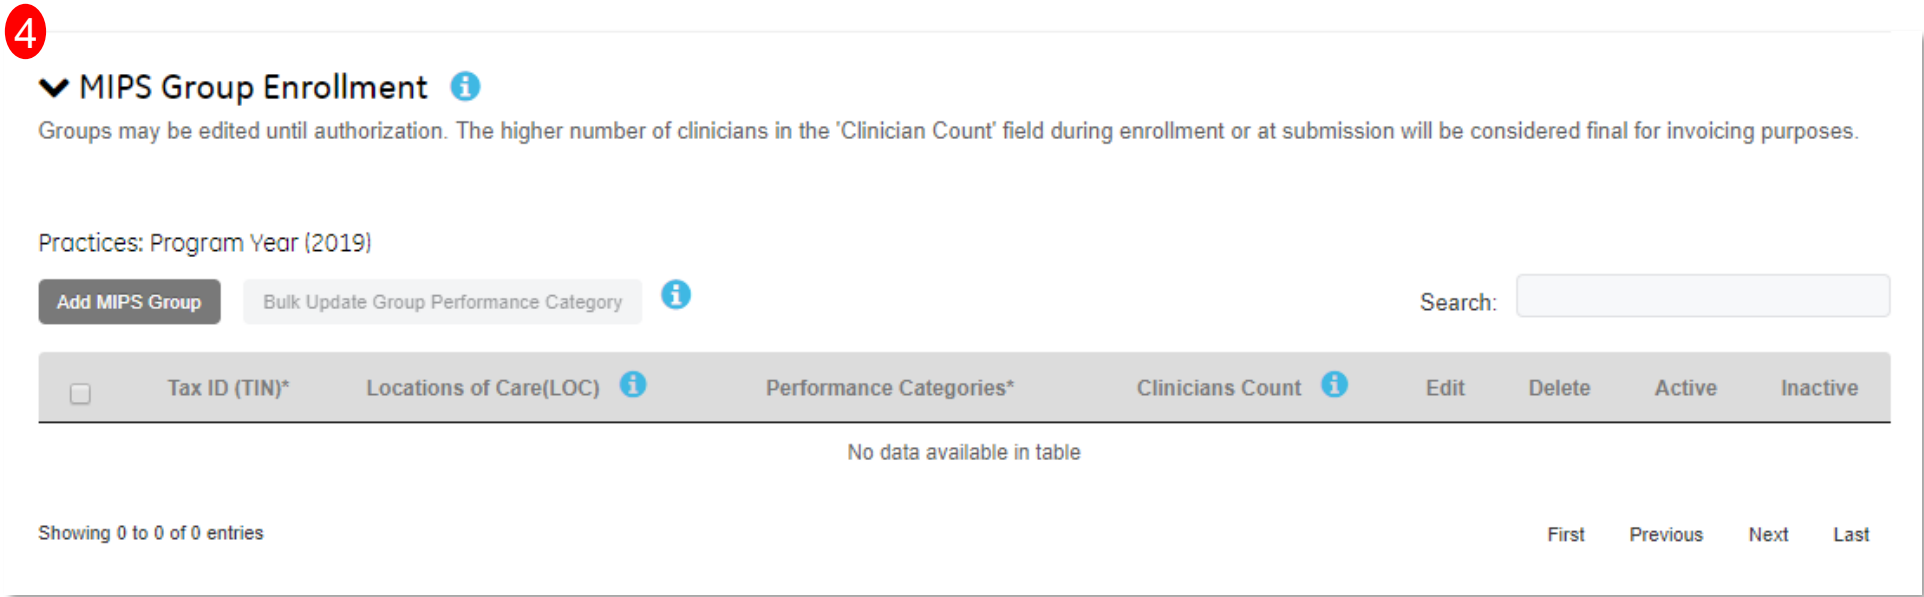 4
MIPS Group Enrollment
Groups may be edited until authorization. The higher number of clinicians in the 'Clinician Count' field during enrollment or at submission will be considered final for invoicing purposes.
Practices: Program Year (2019)
Add MIPS Group Bulk Update Group Performance Category Search:
Tax ID (TIN)* Locations of Care(LOC) Performance Categories* Clinicians Count Edit Delete Active Inactive
No data available in table
Showing 0 to 0 of 0 entries First Previous Next Last